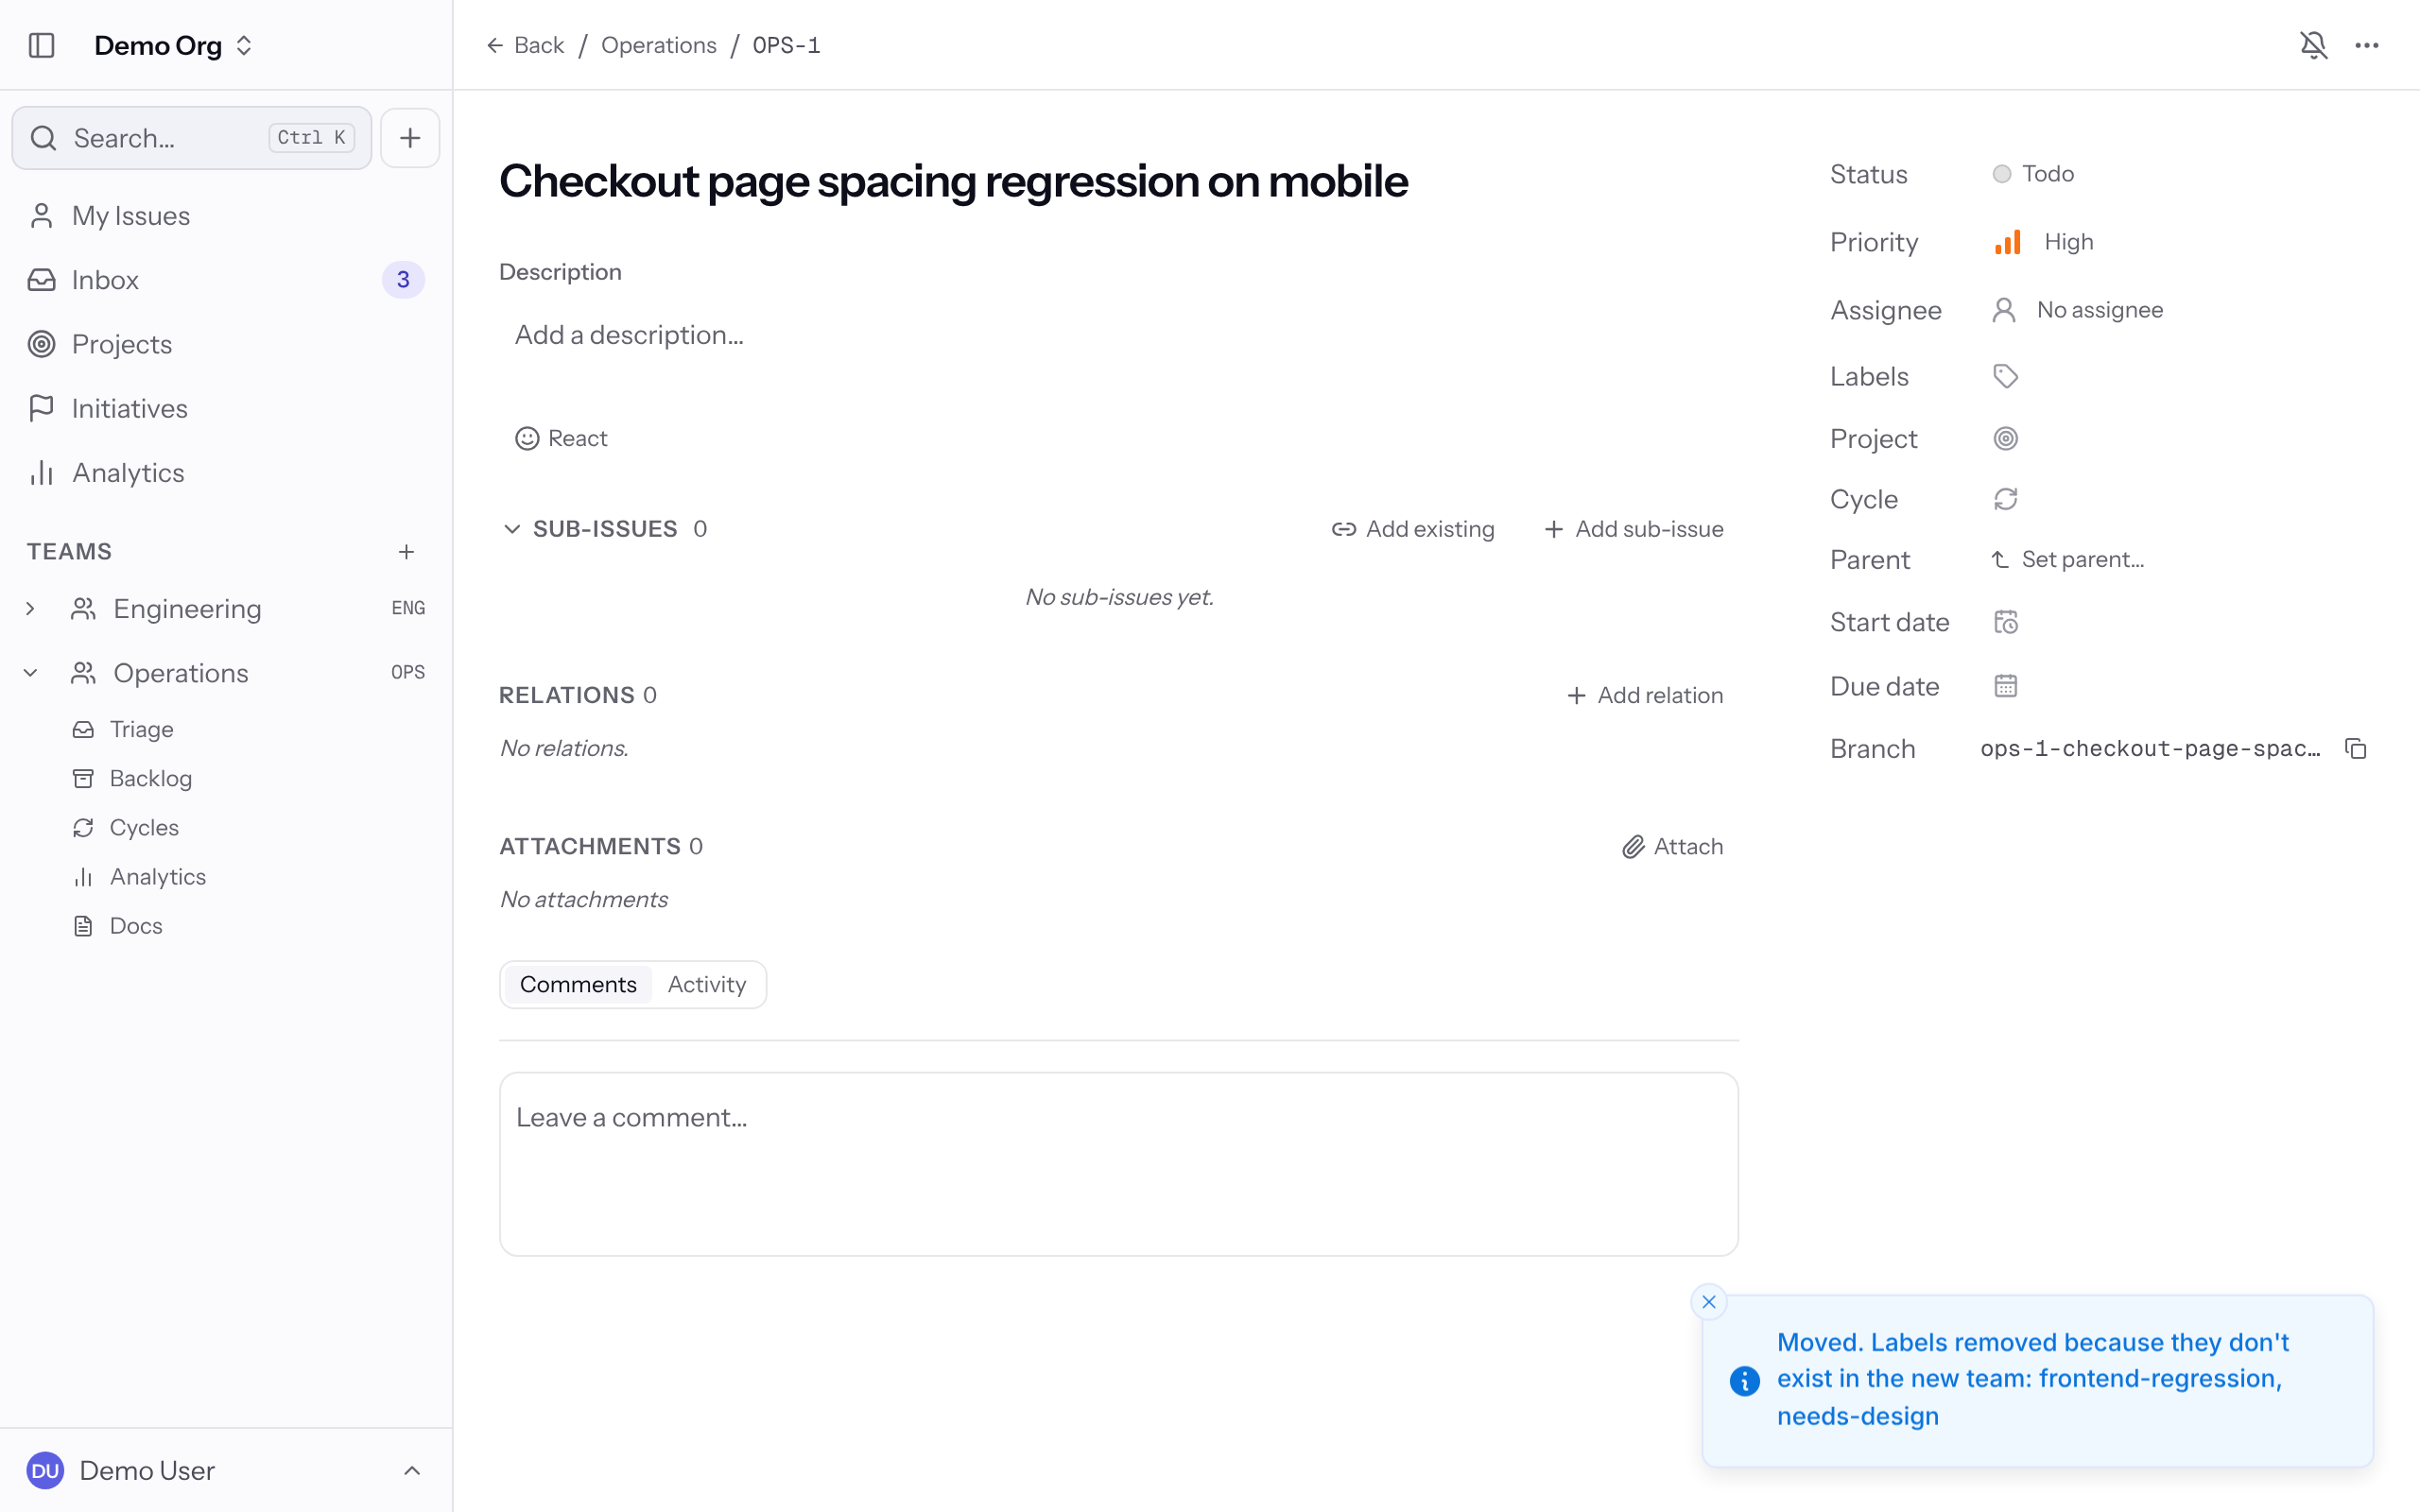 Demo Org
Back / Operations / OPS-1
Search...
Ctrl K
My Issues
Inbox
3
Projects
Initiatives
Analytics
TEAMS
Engineering
ENG
Operations
OPS
Triage
Backlog
Cycles
Analytics
Docs
Demo User
DU
Checkout page spacing regression on mobile
Description
Add a description...
React
SUB-ISSUES 0
Add existing
Add sub-issue
No sub-issues yet.
RELATIONS 0
Add relation
No relations.
ATTACHMENTS 0
Attach
No attachments
Comments
Activity
Leave a comment...
Status
Todo
Priority
High
Assignee
No assignee
Labels
Project
Cycle
Parent
Set parent...
Start date
Due date
Branch
ops-1-checkout-page-spac…
Moved. Labels removed because they don't
exist in the new team: frontend-regression,
needs-design